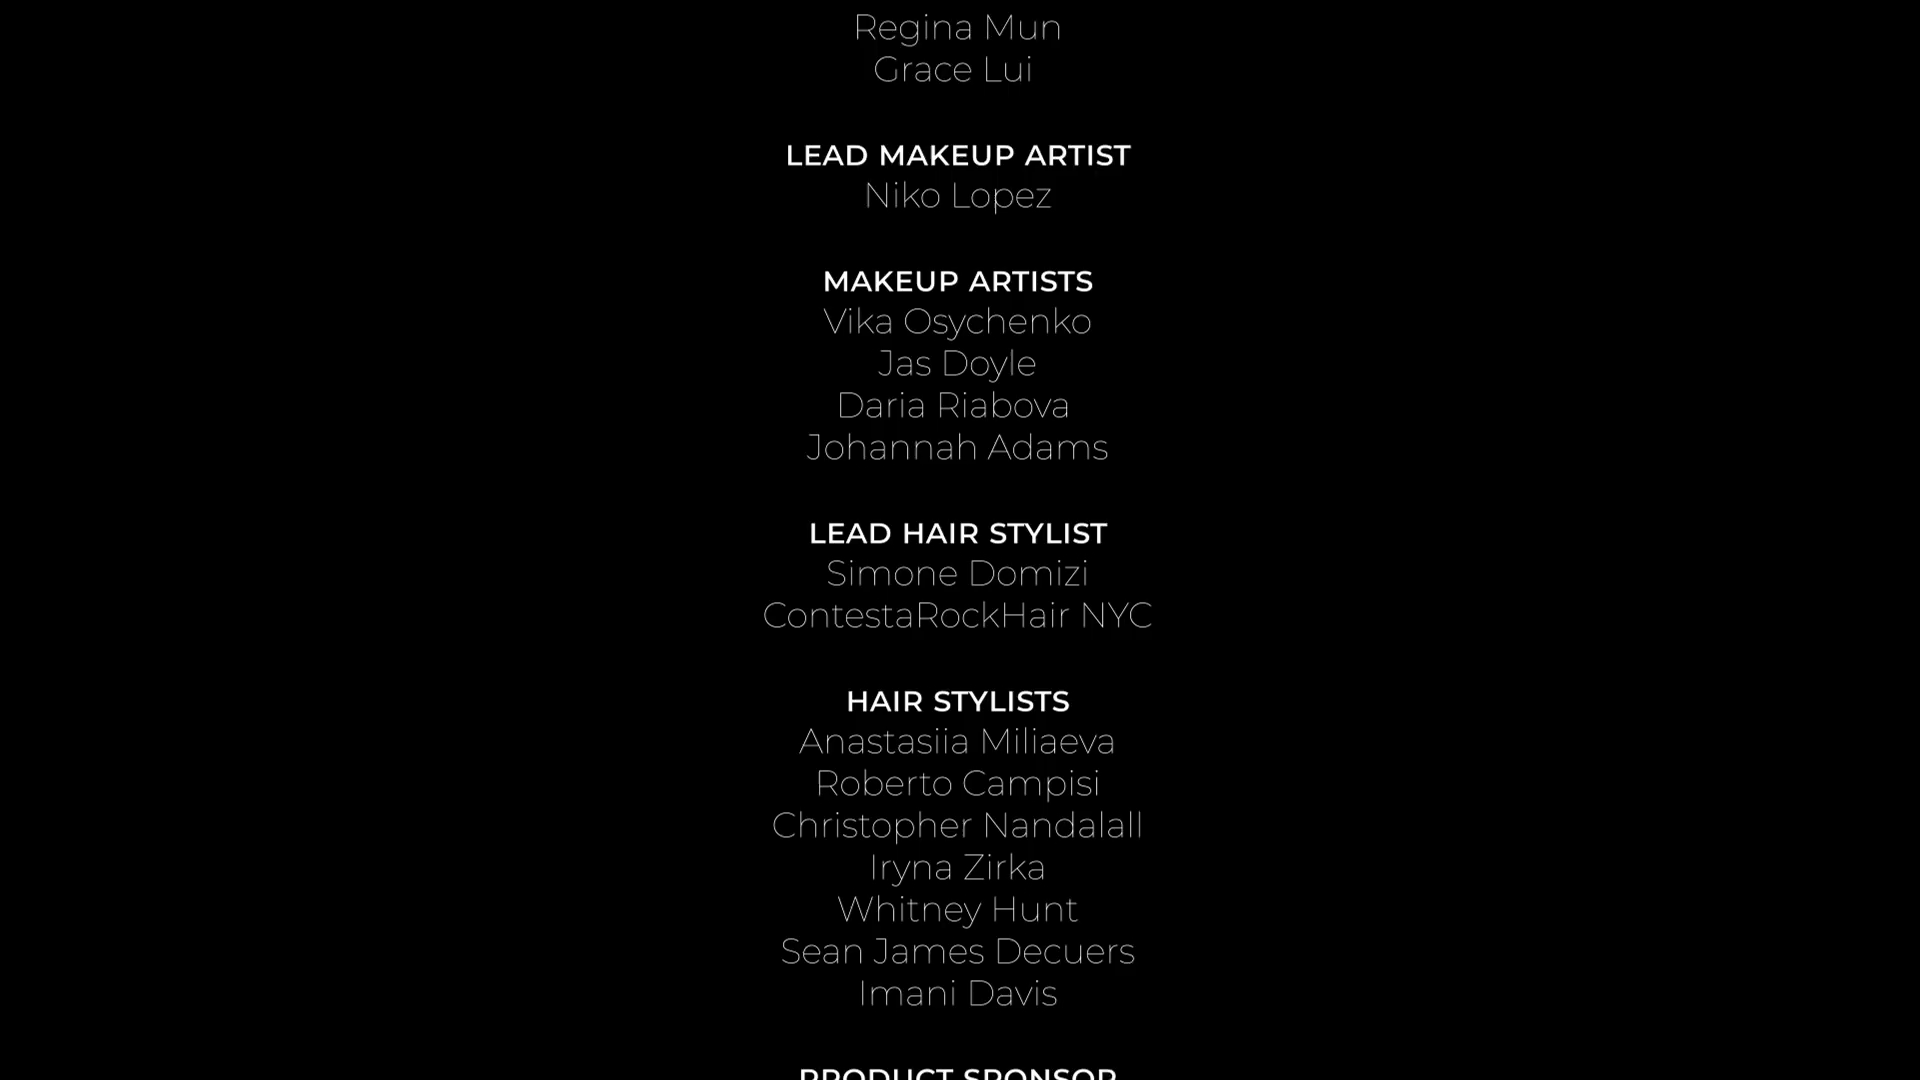 Regina Mun
Grace Lui
LEAD MAKEUP ARTIST
Niko Lopez
MAKEUP ARTISTS
Vika Osychenko
Jas Doyle
Daria Riabova
Johannah Adams
LEAD HAIR STYLIST
Simone Domizi
ContestaRockHair NYC
HAIR STYLISTS
Anastasiia Miliaeva
Roberto Campisi
Christopher Nandalall
Iryna Zirka
Whitney Hunt
Sean James Decuers
Imani Davis
PRODUCT SPONSOR